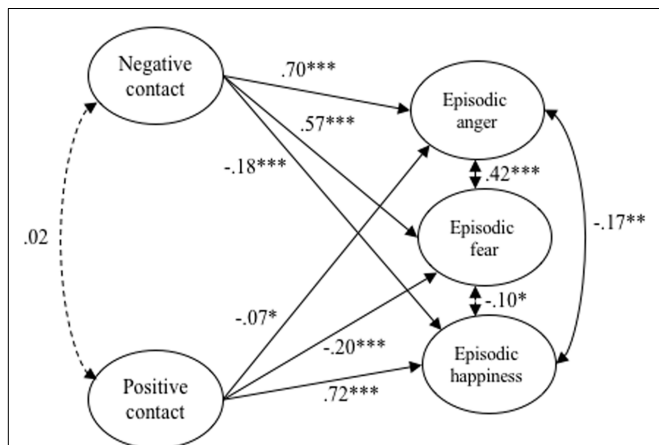 Negative
contact
.70***
Episodic
anger
.57***
-.18***
.42***
Episodic
fear
-.17**
.02
-.10*
-.07*
-.20***
Episodic
happiness
.72***
Positive
contact